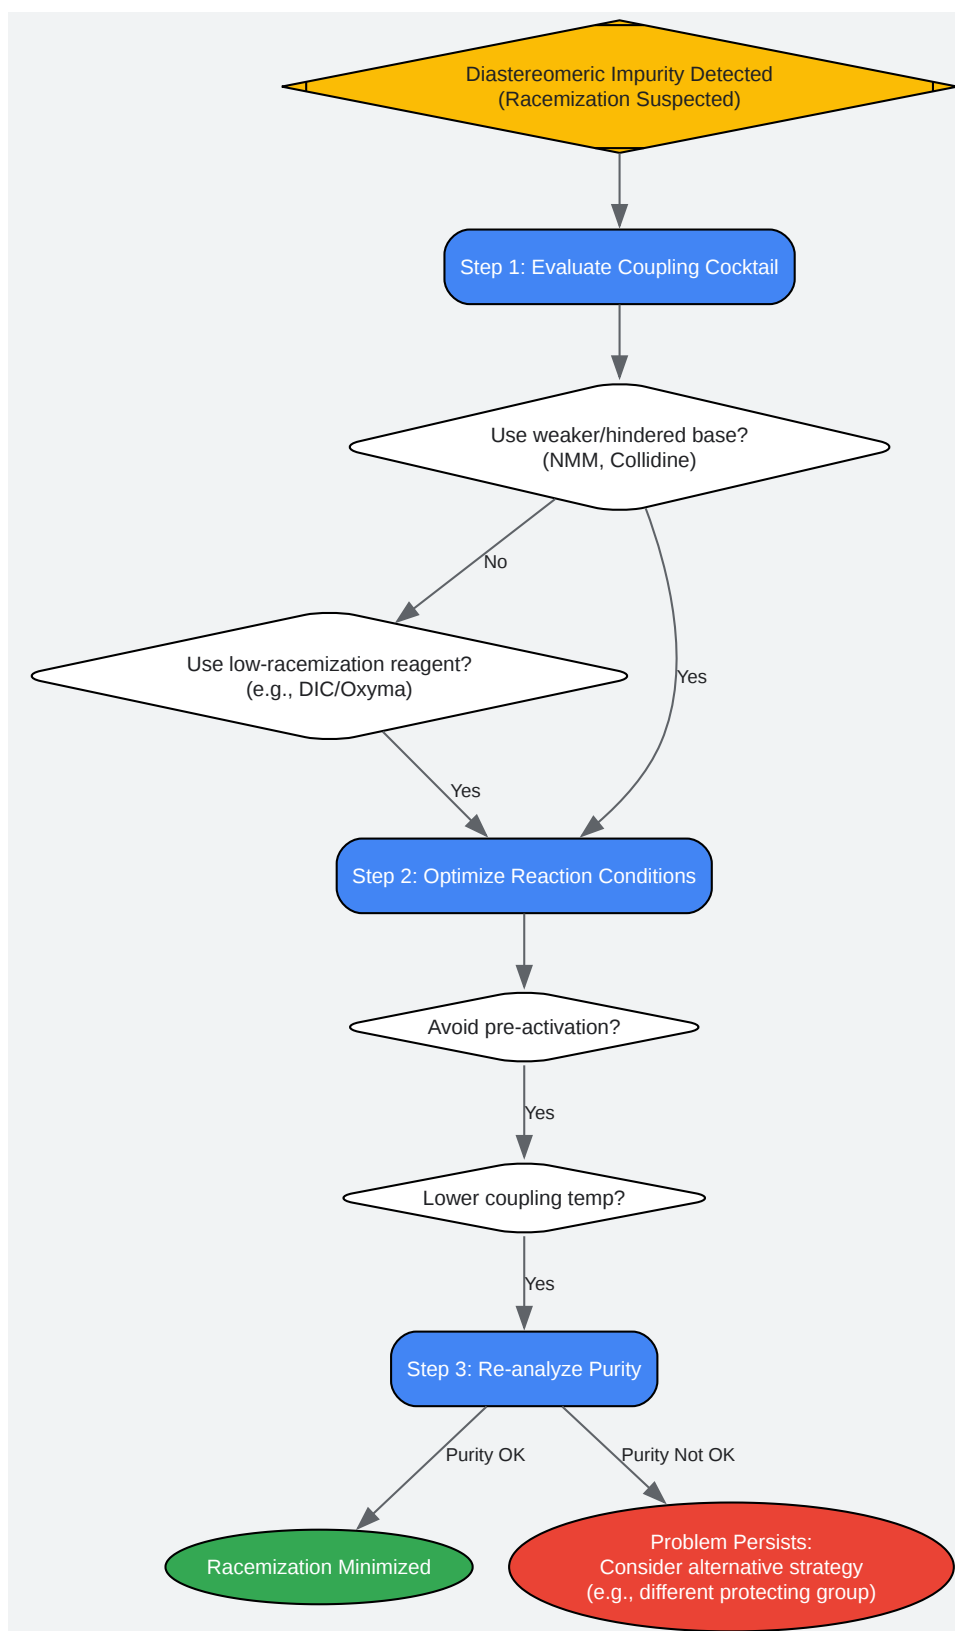 Diastereomeric Impurity Detected
(Racemization Suspected)
Step 1: Evaluate Coupling Cocktail
Use weaker/hindered base?
(NMM, Collidine)
No
Use low-racemization reagent?
(e.g., DIC/Oxyma)
Yes
Yes
Step 2: Optimize Reaction Conditions
Avoid pre-activation?
Yes
Lower coupling temp?
Yes
Step 3: Re-analyze Purity
Purity OK
Purity Not OK
Racemization Minimized
Problem Persists:
Consider alternative strategy
(e.g., different protecting group)